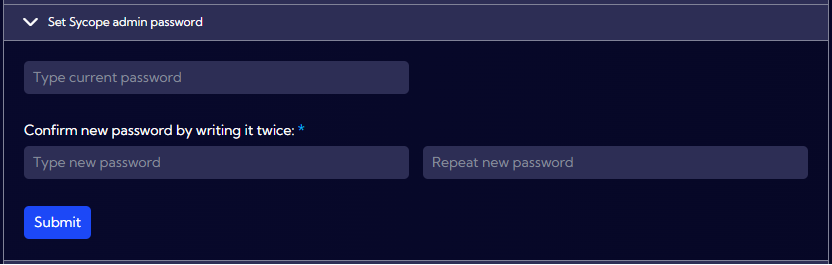 Set Sycope admin password
Type current password
Confirm new password by writing it twice: *
Type new password
Repeat new password
Submit